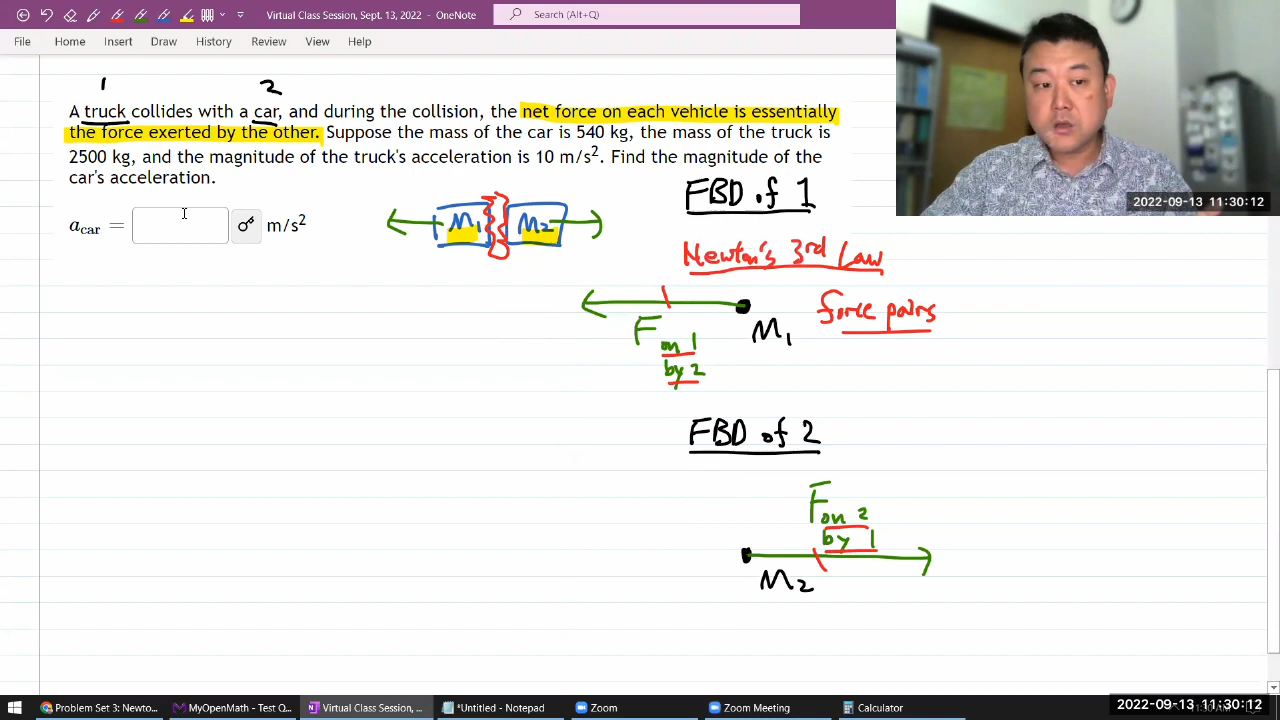 Virtual Class Session, Sept. 13, 2022 - OneNote
Search (Alt+Q)
File Home Insert Draw History Review View Help
1 2
A truck collides with a car, and during the collision, the net force on each vehicle is essentially
the force exerted by the other. Suppose the mass of the car is 540 kg, the mass of the truck is
2500 kg, and the magnitude of the truck's acceleration is 10 m/s². Find the magnitude of the
car's acceleration.
a car = m/s²
M₁ M₂
FBD of 1
Newton's 3rd Law
force pairs
F on 1
by 2
M₁
FBD of 2
F on 2
by 1
M₂
2022-09-13 11:30:12
Problem Set 3: Newto... MyOpenMath - Test Q... Virtual Class Session,... *Untitled - Notepad Zoom Zoom Meeting Calculator
2022-09-13 11:30:12